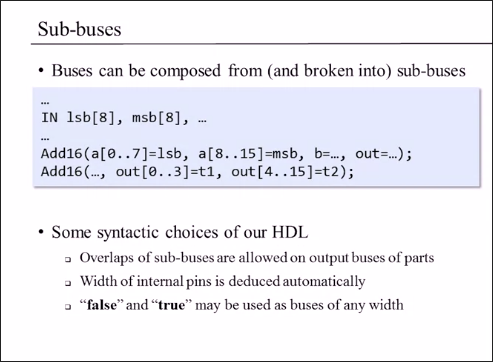 Sub-buses
• Buses can be composed from (and broken into) sub-buses
…
IN lsb[8], msb[8], …
…
Add16(a[0..7]=lsb, a[8..15]=msb, b=…, out=…);
Add16(…, out[0..3]=t1, out[4..15]=t2);
• Some syntactic choices of our HDL
❑ Overlaps of sub-buses are allowed on output buses of parts
❑ Width of internal pins is deduced automatically
❑ “false” and “true” may be used as buses of any width